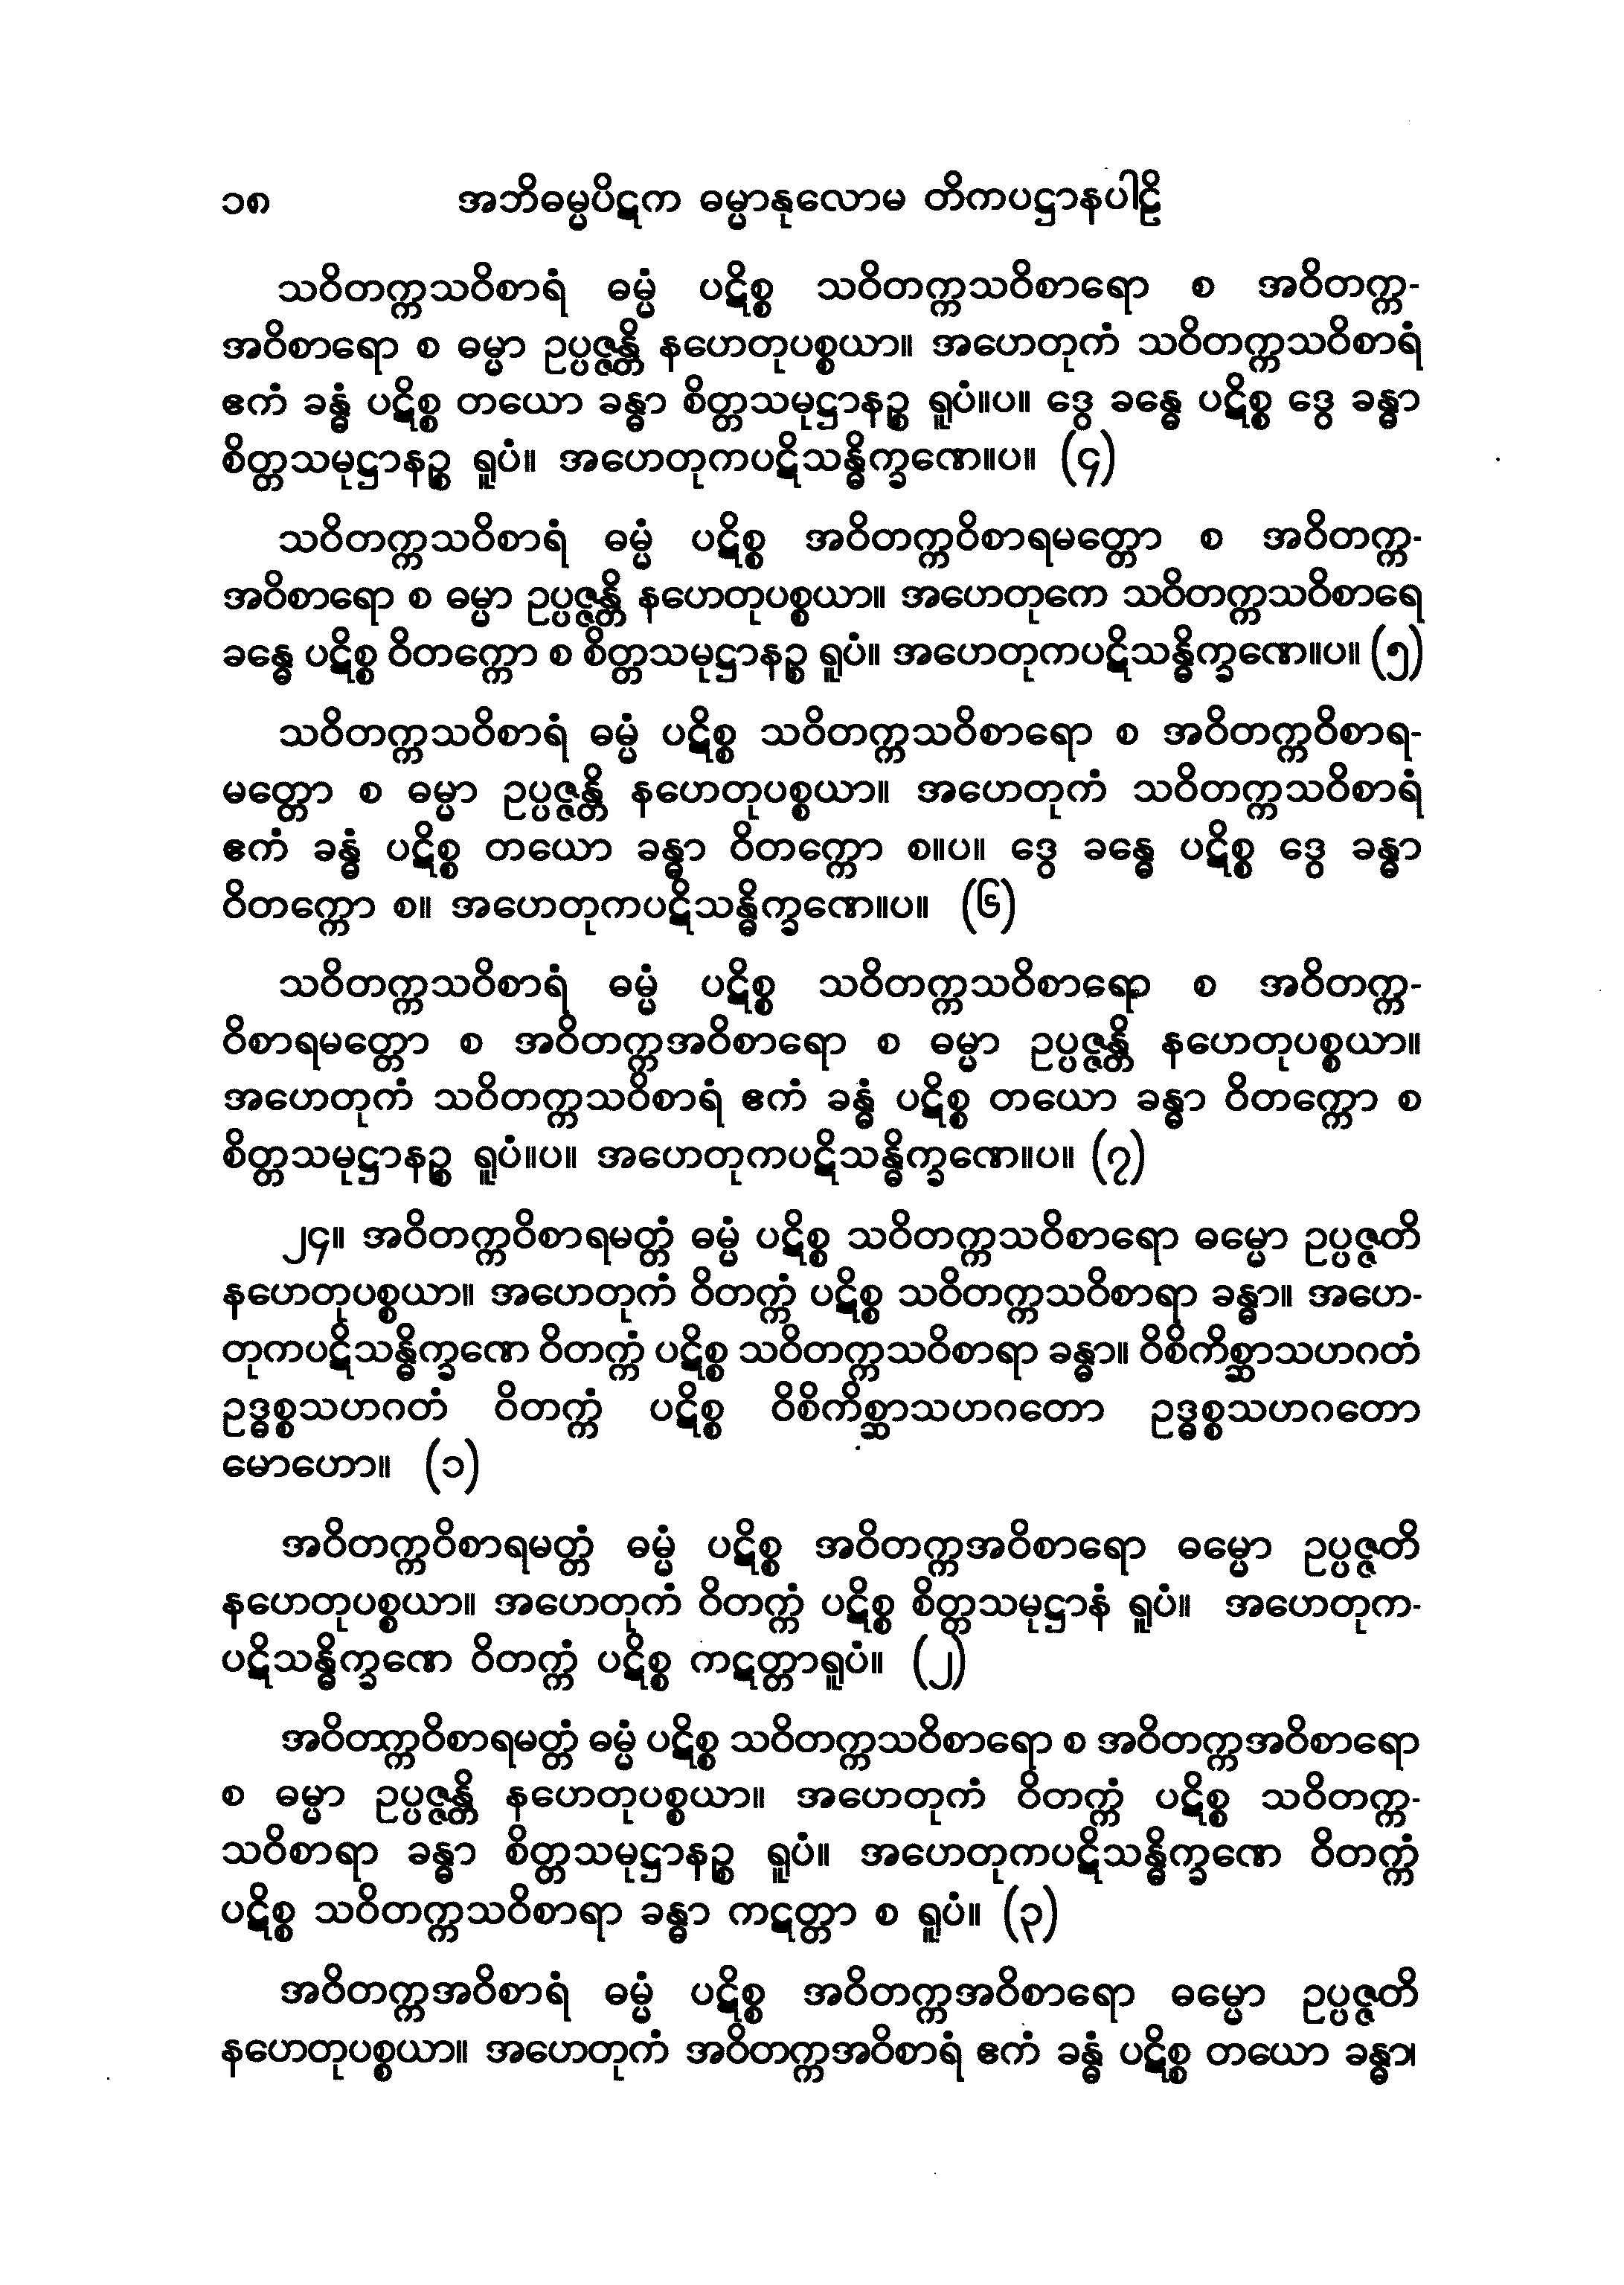 ၁၈ အဘိဓမ္မပိဋက ဓမ္မာနုလောမ တိကပဋ္ဌာနပါဠိ
သဝိတက္ကသဝိစာရံ ဓမ္မံ ပဋိစ္စ သဝိတက္ကသဝိစာရော စ အဝိတက္က-
အဝိစာရော စ ဓမ္မာ ဥပ္ပဇ္ဇန္တိ နဟေတုပစ္စယာ။ အဟေတုကံ သဝိတက္ကသဝိစာရံ
ဧကံ ခန္ဓံ ပဋိစ္စ တယော ခန္ဓာ စိတ္တသမုဋ္ဌာနဉ္စ ရူပံ။ပ။ ဒွေ ခန္ဓေ ပဋိစ္စ ဒွေ ခန္ဓာ
စိတ္တသမုဋ္ဌာနဉ္စ ရူပံ။ အဟေတုကပဋိသန္ဓိက္ခဏေ။ပ။ (၄)
သဝိတက္ကသဝိစာရံ ဓမ္မံ ပဋိစ္စ အဝိတက္ကဝိစာရမတ္တော စ အဝိတက္က-
အဝိစာရော စ ဓမ္မာ ဥပ္ပဇ္ဇန္တိ နဟေတုပစ္စယာ။ အဟေတုကေ သဝိတက္ကသဝိစာရေ
ခန္ဓေ ပဋိစ္စ ဝိတက္ကော စ စိတ္တသမုဋ္ဌာနဉ္စ ရူပံ။ အဟေတုကပဋိသန္ဓိက္ခဏေ။ပ။ (၅)
သဝိတက္ကသဝိစာရံ ဓမ္မံ ပဋိစ္စ သဝိတက္ကသဝိစာရော စ အဝိတက္ကဝိစာရ-
မတ္တော စ ဓမ္မာ ဥပ္ပဇ္ဇန္တိ နဟေတုပစ္စယာ။ အဟေတုကံ သဝိတက္ကသဝိစာရံ
ဧကံ ခန္ဓံ ပဋိစ္စ တယော ခန္ဓာ ဝိတက္ကော စ။ပ။ ဒွေ ခန္ဓေ ပဋိစ္စ ဒွေ ခန္ဓာ
ဝိတက္ကော စ။ အဟေတုကပဋိသန္ဓိက္ခဏေ။ပ။ (၆)
သဝိတက္ကသဝိစာရံ ဓမ္မံ ပဋိစ္စ သဝိတက္ကသဝိစာရော စ အဝိတက္က-
ဝိစာရမတ္တော စ အဝိတက္ကအဝိစာရော စ ဓမ္မာ ဥပ္ပဇ္ဇန္တိ နဟေတုပစ္စယာ။
အဟေတုကံ သဝိတက္ကသဝိစာရံ ဧကံ ခန္ဓံ ပဋိစ္စ တယော ခန္ဓာ ဝိတက္ကော စ
စိတ္တသမုဋ္ဌာနဉ္စ ရူပံ။ပ။ အဟေတုကပဋိသန္ဓိက္ခဏေ။ပ။ (၇)
၂၄။ အဝိတက္ကဝိစာရမတ္တံ ဓမ္မံ ပဋိစ္စ သဝိတက္ကသဝိစာရော ဓမ္မော ဥပ္ပဇ္ဇတိ
နဟေတုပစ္စယာ။ အဟေတုကံ ဝိတက္ကံ ပဋိစ္စ သဝိတက္ကသဝိစာရာ ခန္ဓာ။ အဟေ-
တုကပဋိသန္ဓိက္ခဏေ ဝိတက္ကံ ပဋိစ္စ သဝိတက္ကသဝိစာရာ ခန္ဓာ။ ဝိစိကိစ္ဆာသဟဂတံ
ဥဒ္ဓစ္စသဟဂတံ ဝိတက္ကံ ပဋိစ္စ ဝိစိကိစ္ဆာသဟဂတော ဥဒ္ဓစ္စသဟဂတော
မောဟော။ (၁)
အဝိတက္ကဝိစာရမတ္တံ ဓမ္မံ ပဋိစ္စ အဝိတက္ကအဝိစာရော ဓမ္မော ဥပ္ပဇ္ဇတိ
နဟေတုပစ္စယာ။ အဟေတုကံ ဝိတက္ကံ ပဋိစ္စ စိတ္တသမုဋ္ဌာနံ ရူပံ။ အဟေတုက-
ပဋိသန္ဓိက္ခဏေ ဝိတက္ကံ ပဋိစ္စ ကဋတ္တာရူပံ။ (၂)
အဝိတက္ကဝိစာရမတ္တံ ဓမ္မံ ပဋိစ္စ သဝိတက္ကသဝိစာရော စ အဝိတက္ကအဝိစာရော
စ ဓမ္မာ ဥပ္ပဇ္ဇန္တိ နဟေတုပစ္စယာ။ အဟေတုကံ ဝိတက္ကံ ပဋိစ္စ သဝိတက္က-
သဝိစာရာ ခန္ဓာ စိတ္တသမုဋ္ဌာနဉ္စ ရူပံ။ အဟေတုကပဋိသန္ဓိက္ခဏေ ဝိတက္ကံ
ပဋိစ္စ သဝိတက္ကသဝိစာရာ ခန္ဓာ ကဋတ္တာ စ ရူပံ။ (၃)
အဝိတက္ကအဝိစာရံ ဓမ္မံ ပဋိစ္စ အဝိတက္ကအဝိစာရော ဓမ္မော ဥပ္ပဇ္ဇတိ
နဟေတုပစ္စယာ။ အဟေတုကံ အဝိတက္ကအဝိစာရံ ဧကံ ခန္ဓံ ပဋိစ္စ တယော ခန္ဓာ၊